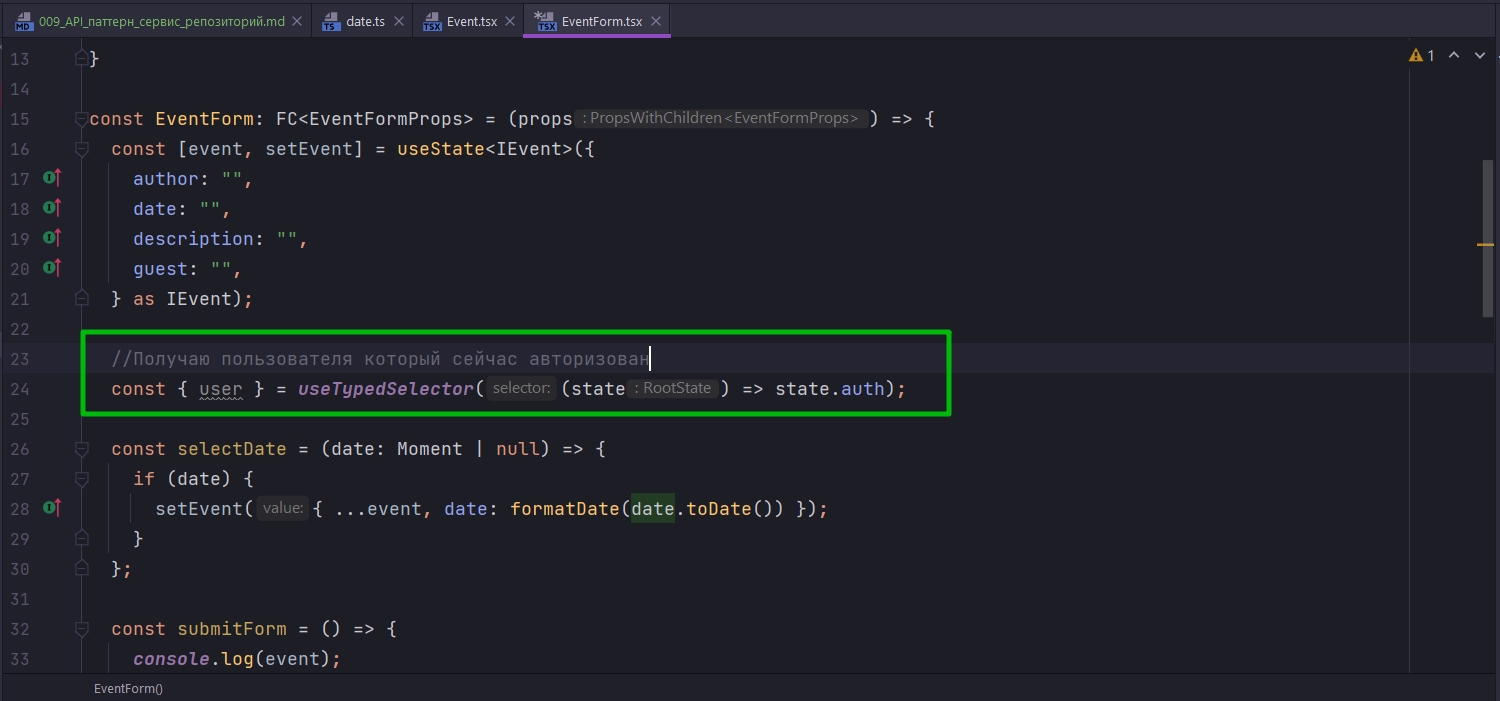 MD 009_API_паттерн_сервис_репозиторий.md TS date.ts TSX Event.tsx TSX EventForm.tsx
13 } 1
14
15 const EventForm: FC<EventFormProps> = (props : PropsWithChildren<EventFormProps> ) => {
16 const [event, setEvent] = useState<IEvent>({
17 author: "",
18 date: "",
19 description: "",
20 guest: "",
21 } as IEvent);
22
23 //Получаю пользователя который сейчас авторизован
24 const { user } = useTypedSelector( selector: (state : RootState ) => state.auth);
25
26 const selectDate = (date: Moment | null) => {
27 if (date) {
28 setEvent( value: { ...event, date: formatDate(date.toDate()) });
29 }
30 };
31
32 const submitForm = () => {
33 console.log(event);
EventForm()